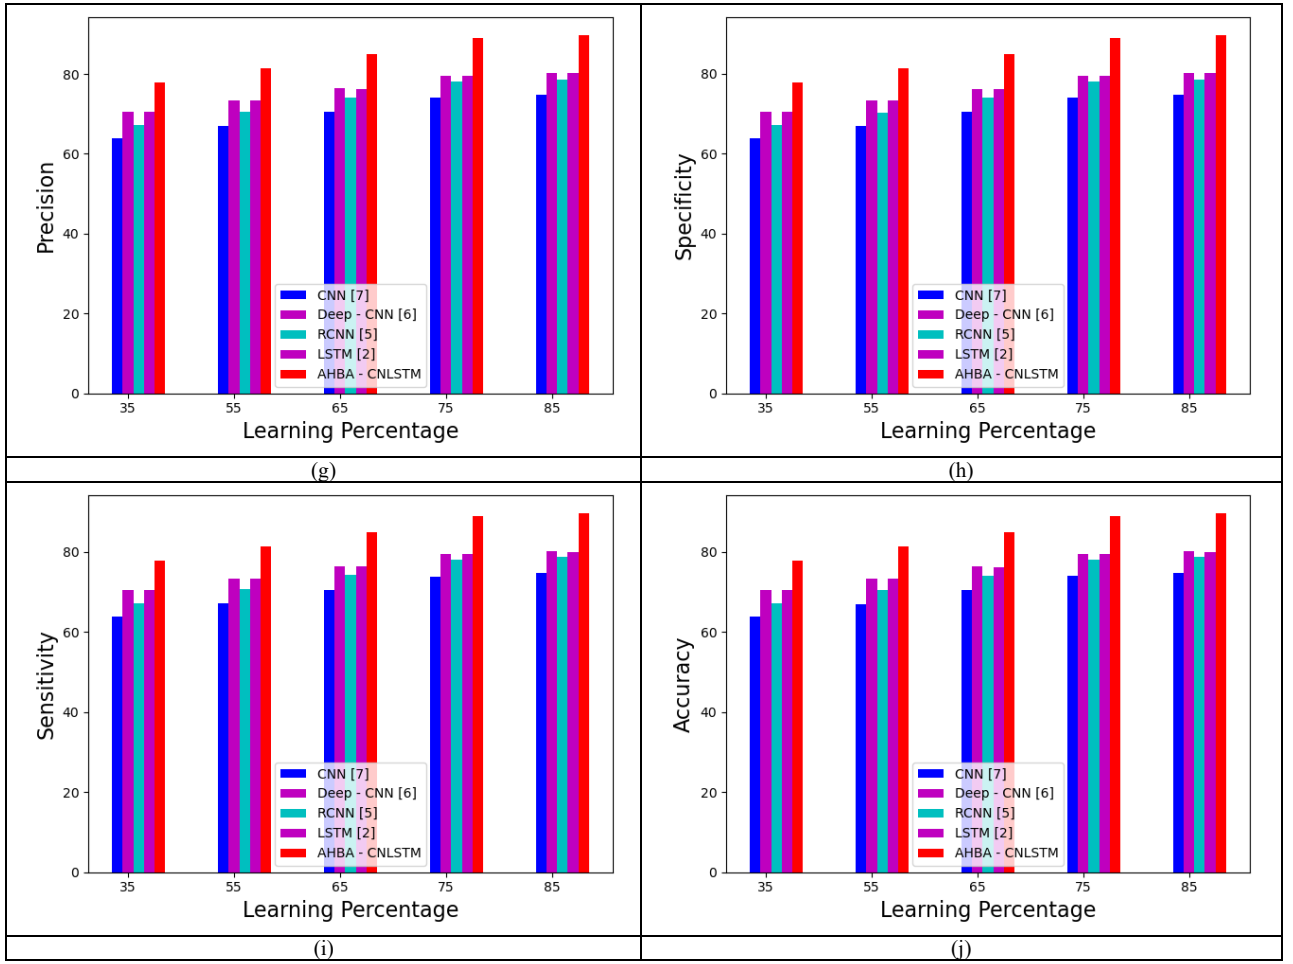 80
60
40
20
0
Precision
CNN [7]
Deep - CNN [6]
RCNN [5]
LSTM [2]
AHBA - CNLSTM
35 55 65 75 85
Learning Percentage
(g)
80
60
40
20
0
Specificity
CNN [7]
Deep - CNN [6]
RCNN [5]
LSTM [2]
AHBA - CNLSTM
35 55 65 75 85
Learning Percentage
(h)
80
60
40
20
0
Sensitivity
CNN [7]
Deep - CNN [6]
RCNN [5]
LSTM [2]
AHBA - CNLSTM
35 55 65 75 85
Learning Percentage
(i)
80
60
40
20
0
Accuracy
CNN [7]
Deep - CNN [6]
RCNN [5]
LSTM [2]
AHBA - CNLSTM
35 55 65 75 85
Learning Percentage
(j)